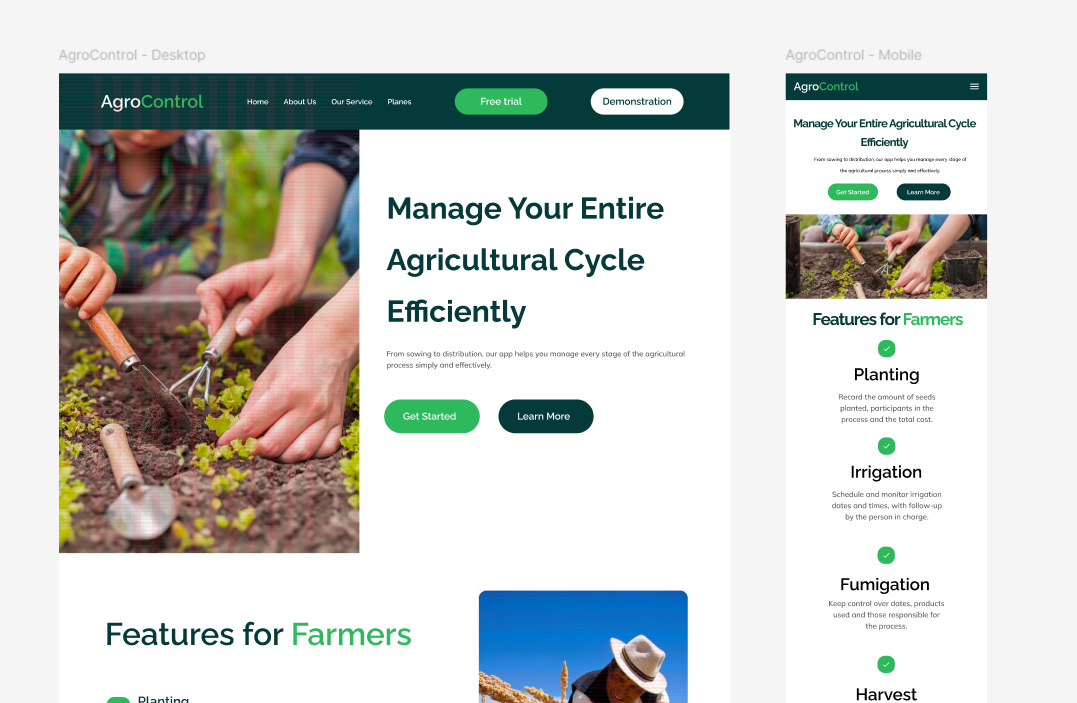 AgroControl - Desktop
AgroControl
Home
About Us
Our Service
Planes
Free trial
Demonstration
Manage Your Entire
Agricultural Cycle
Efficiently
From sowing to distribution, our app helps you manage every stage of the agricultural
process simply and effectively.
Get Started
Learn More
Features for Farmers
Planting
AgroControl - Mobile
AgroControl
Manage Your Entire Agricultural Cycle
Efficiently
From sowing to distribution, our app helps you manage every stage of
the agricultural process simply and effectively.
Get Started
Learn More
Features for Farmers
Planting
Record the amount of seeds
planted, participants in the
process and the total cost.
Irrigation
Schedule and monitor irrigation
dates and times, with follow-up
by the person in charge.
Fumigation
Keep control over dates, products
used and those responsible for
the process.
Harvest